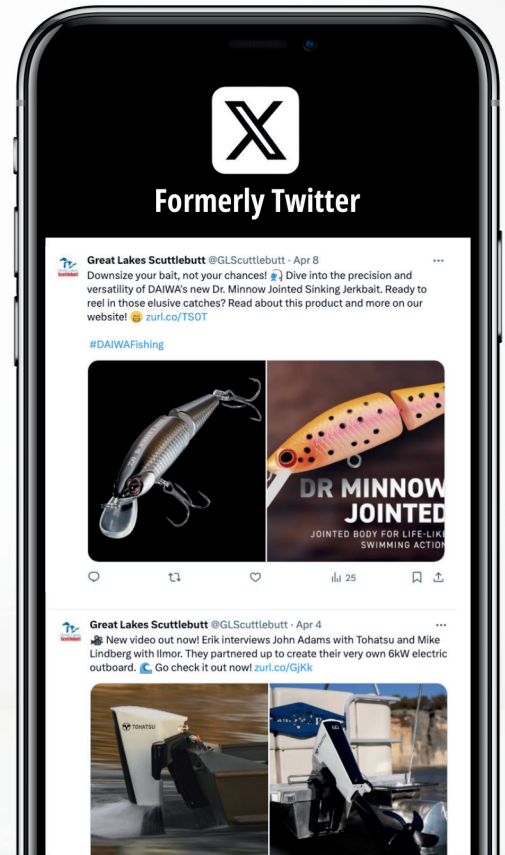 Formerly Twitter
Great Lakes Scuttlebutt @GLScuttlebutt · Apr 8
Downsize your bait, not your chances! 🎣 Dive into the precision and
versatility of DAIWA's new Dr. Minnow Jointed Sinking Jerkbait. Ready to
reel in those elusive catches? Read about this product and more on our
website! 😄 zurl.co/TS0T
#DAIWAFishing
DR MINNOW
JOINTED
JOINTED BODY FOR LIFE-LIKE
SWIMMING ACTION
25
Great Lakes Scuttlebutt @GLScuttlebutt · Apr 4
🎥 New video out now! Erik interviews John Adams with Tohatsu and Mike
Lindberg with Ilmor. They partnered up to create their very own 6kW electric
outboard. 🌊 Go check it out now! zurl.co/GjKk
TOHATSU